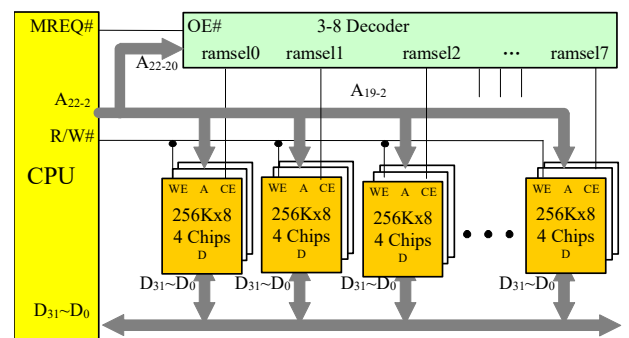 MREQ#
OE# 3-8 Decoder
ramsel0 ramsel1 ramsel2 ... ramsel7
A22-20
A22-2
A19-2
R/W#
CPU
WE A CE
256Kx8
4 Chips
D
WE A CE
256Kx8
4 Chips
D
WE A CE
256Kx8
4 Chips
D
WE A CE
256Kx8
4 Chips
D
D31~D0 D31~D0 D31~D0 D31~D0
D31~D0